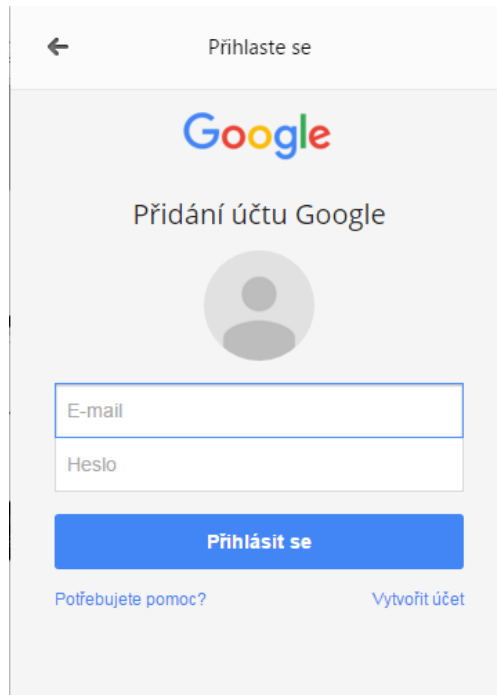 Přihlaste se
Google
Přidání účtu Google
E-mail
Heslo
Přihlásit se
Potřebujete pomoc? Vytvořit účet